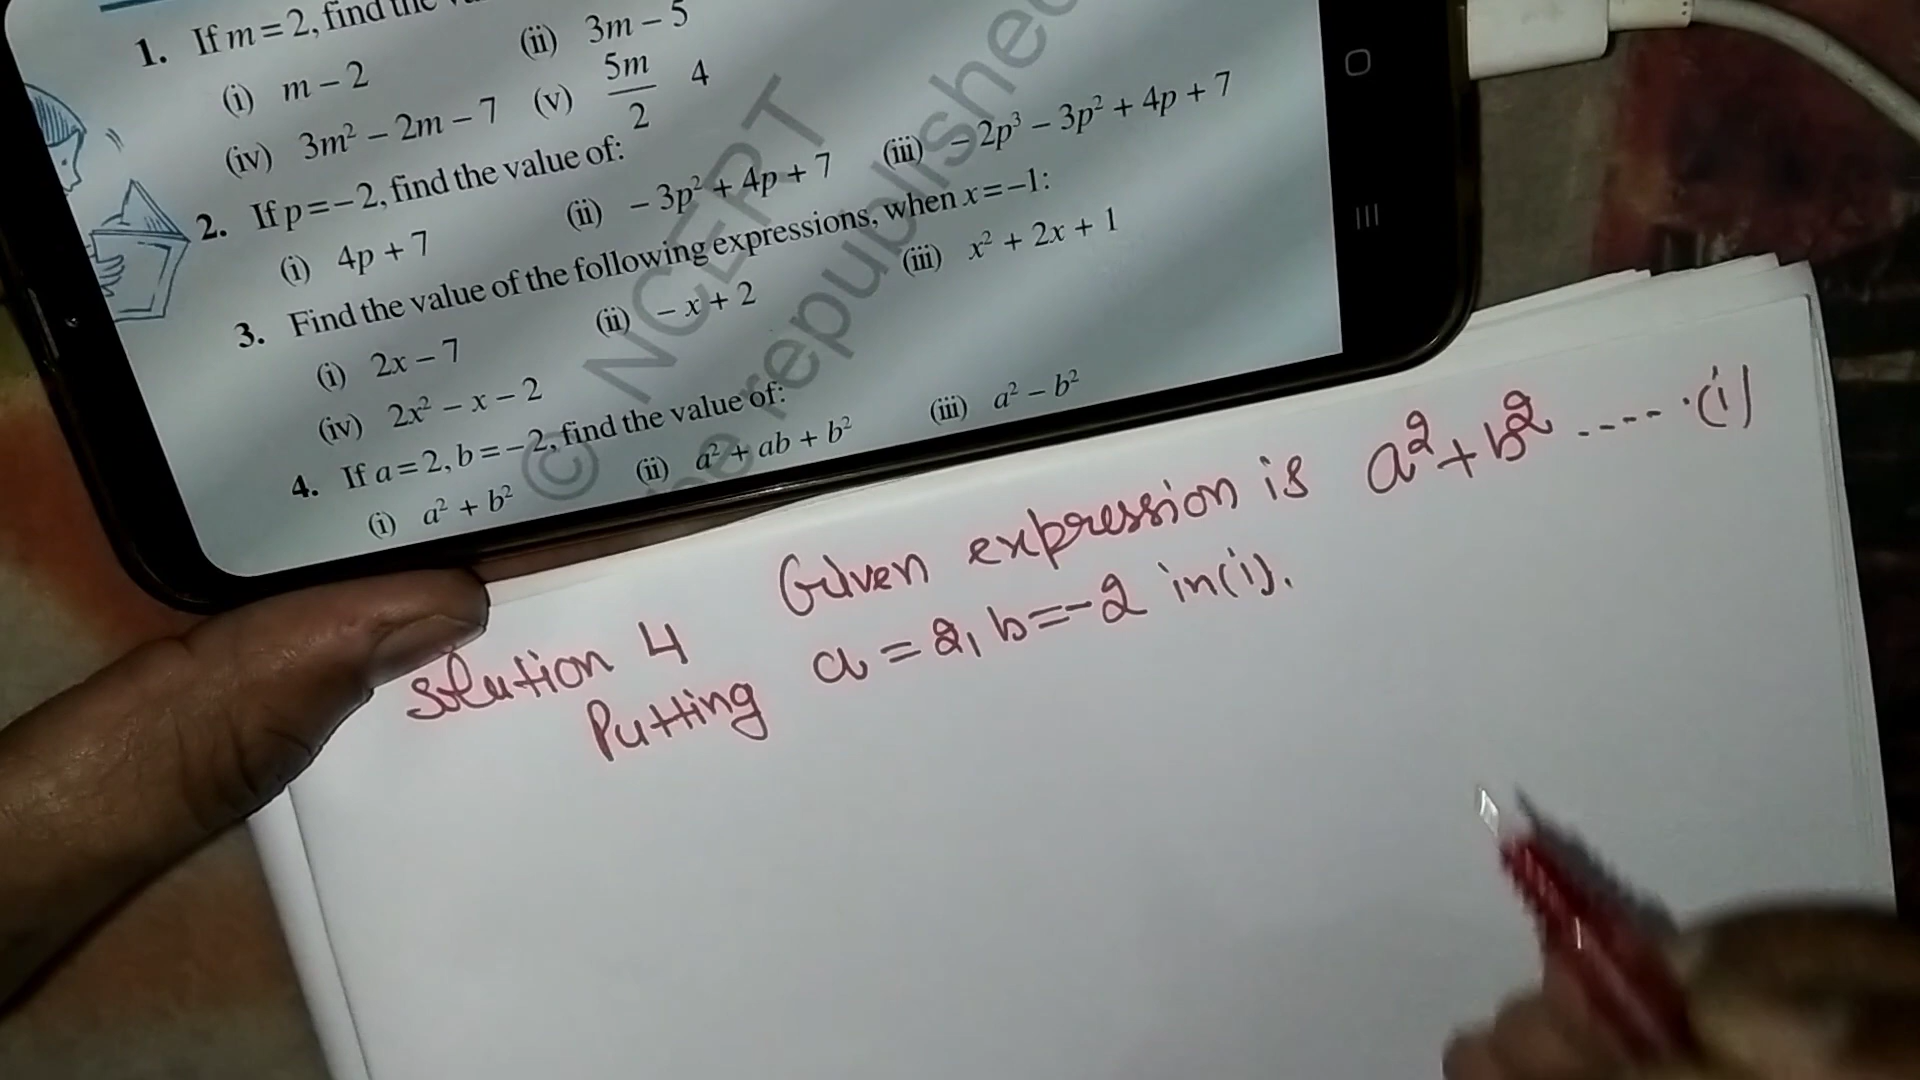 1. If m = 2, find the
(i) m – 2 (ii) 3m – 5
(iv) 3m² – 2m – 7 (v) 5m/2 4
2. If p = – 2, find the value of:
(i) 4p + 7 (ii) – 3p² + 4p + 7 (iii) – 2p³ – 3p² + 4p + 7
3. Find the value of the following expressions, when x = –1:
(i) 2x – 7 (ii) – x + 2 (iii) x² + 2x + 1
(iv) 2x² – x – 2
4. If a = 2, b = – 2, find the value of:
(i) a² + b² (ii) a² + ab + b² (iii) a² – b²
© NCERT
republished
Solution 4 Given expression is a²+b² ..... (i)
Putting a = 2, b=-2 in(i).